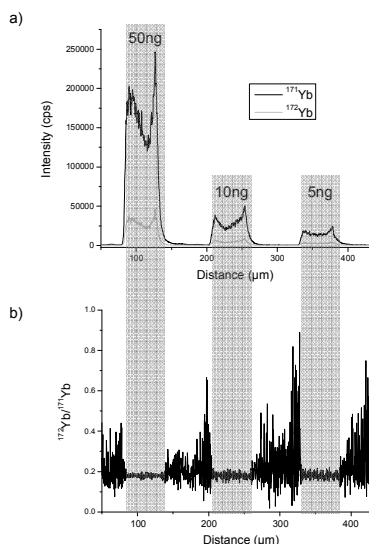 a)
50ng
10ng
5ng
¹⁷¹Yb
¹⁷²Yb
250000
200000
150000
100000
50000
0
Intensity (cps)
100
200
300
400
Distance (µm)
b)
1.0
0.8
0.6
0.4
0.2
0.0
¹⁷²Yb/¹⁷¹Yb
100
200
300
400
Distance (µm)